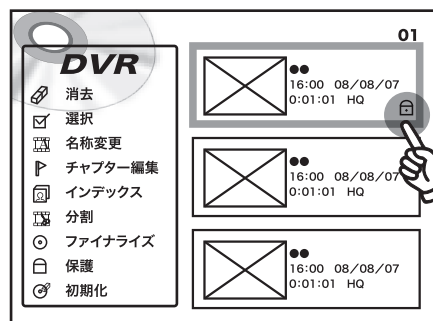 01
DVR
消去
選択
名称変更
チャプター編集
インデックス
分割
ファイナライズ
保護
初期化
●●
16:00 08/08/07
0:01:01 HQ
●●
16:00 08/08/07
0:01:01 HQ
●●
16:00 08/08/07
0:01:01 HQ